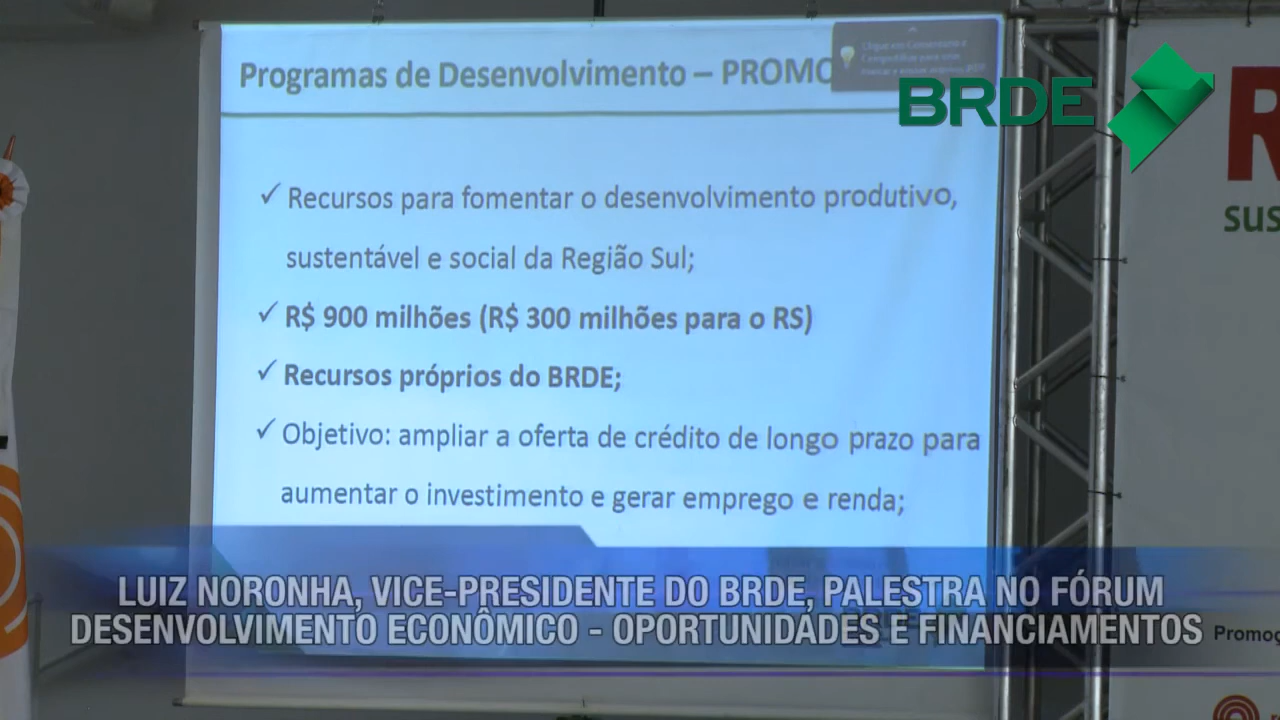 Programas de Desenvolvimento – PROMO
BRDE
✓ Recursos para fomentar o desenvolvimento produtivo,
sustentável e social da Região Sul;
✓ R$ 900 milhões (R$ 300 milhões para o RS)
✓ Recursos próprios do BRDE;
✓ Objetivo: ampliar a oferta de crédito de longo prazo para
aumentar o investimento e gerar emprego e renda;
R
sus
LUIZ NORONHA, VICE-PRESIDENTE DO BRDE, PALESTRA NO FÓRUM
DESENVOLVIMENTO ECONÔMICO - OPORTUNIDADES E FINANCIAMENTOS
Promoç